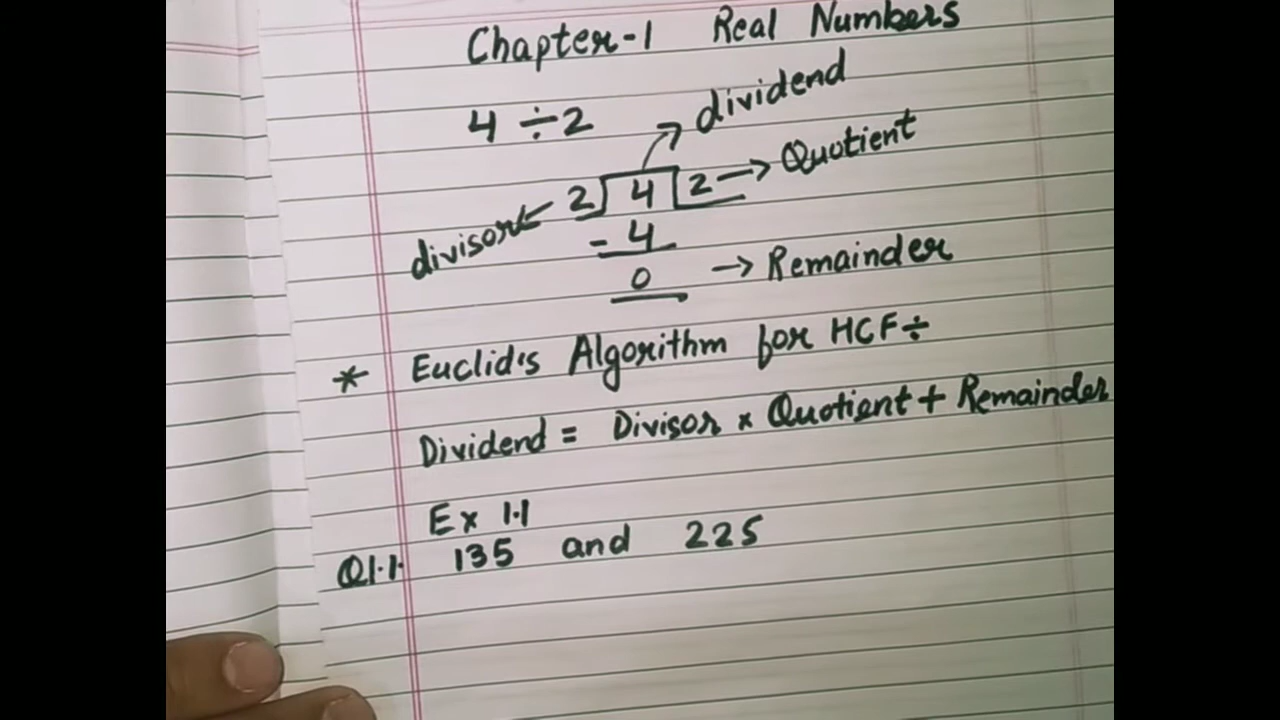 Chapter-1 Real Numbers
4 ÷ 2
→ dividend
divisor ← 2 4 2 → Quotient
- 4
0 → Remainder
* Euclid's Algorithm for HCF÷
Dividend = Divisor × Quotient + Remainder
Ex 1.1
Q1.1. 135 and 225